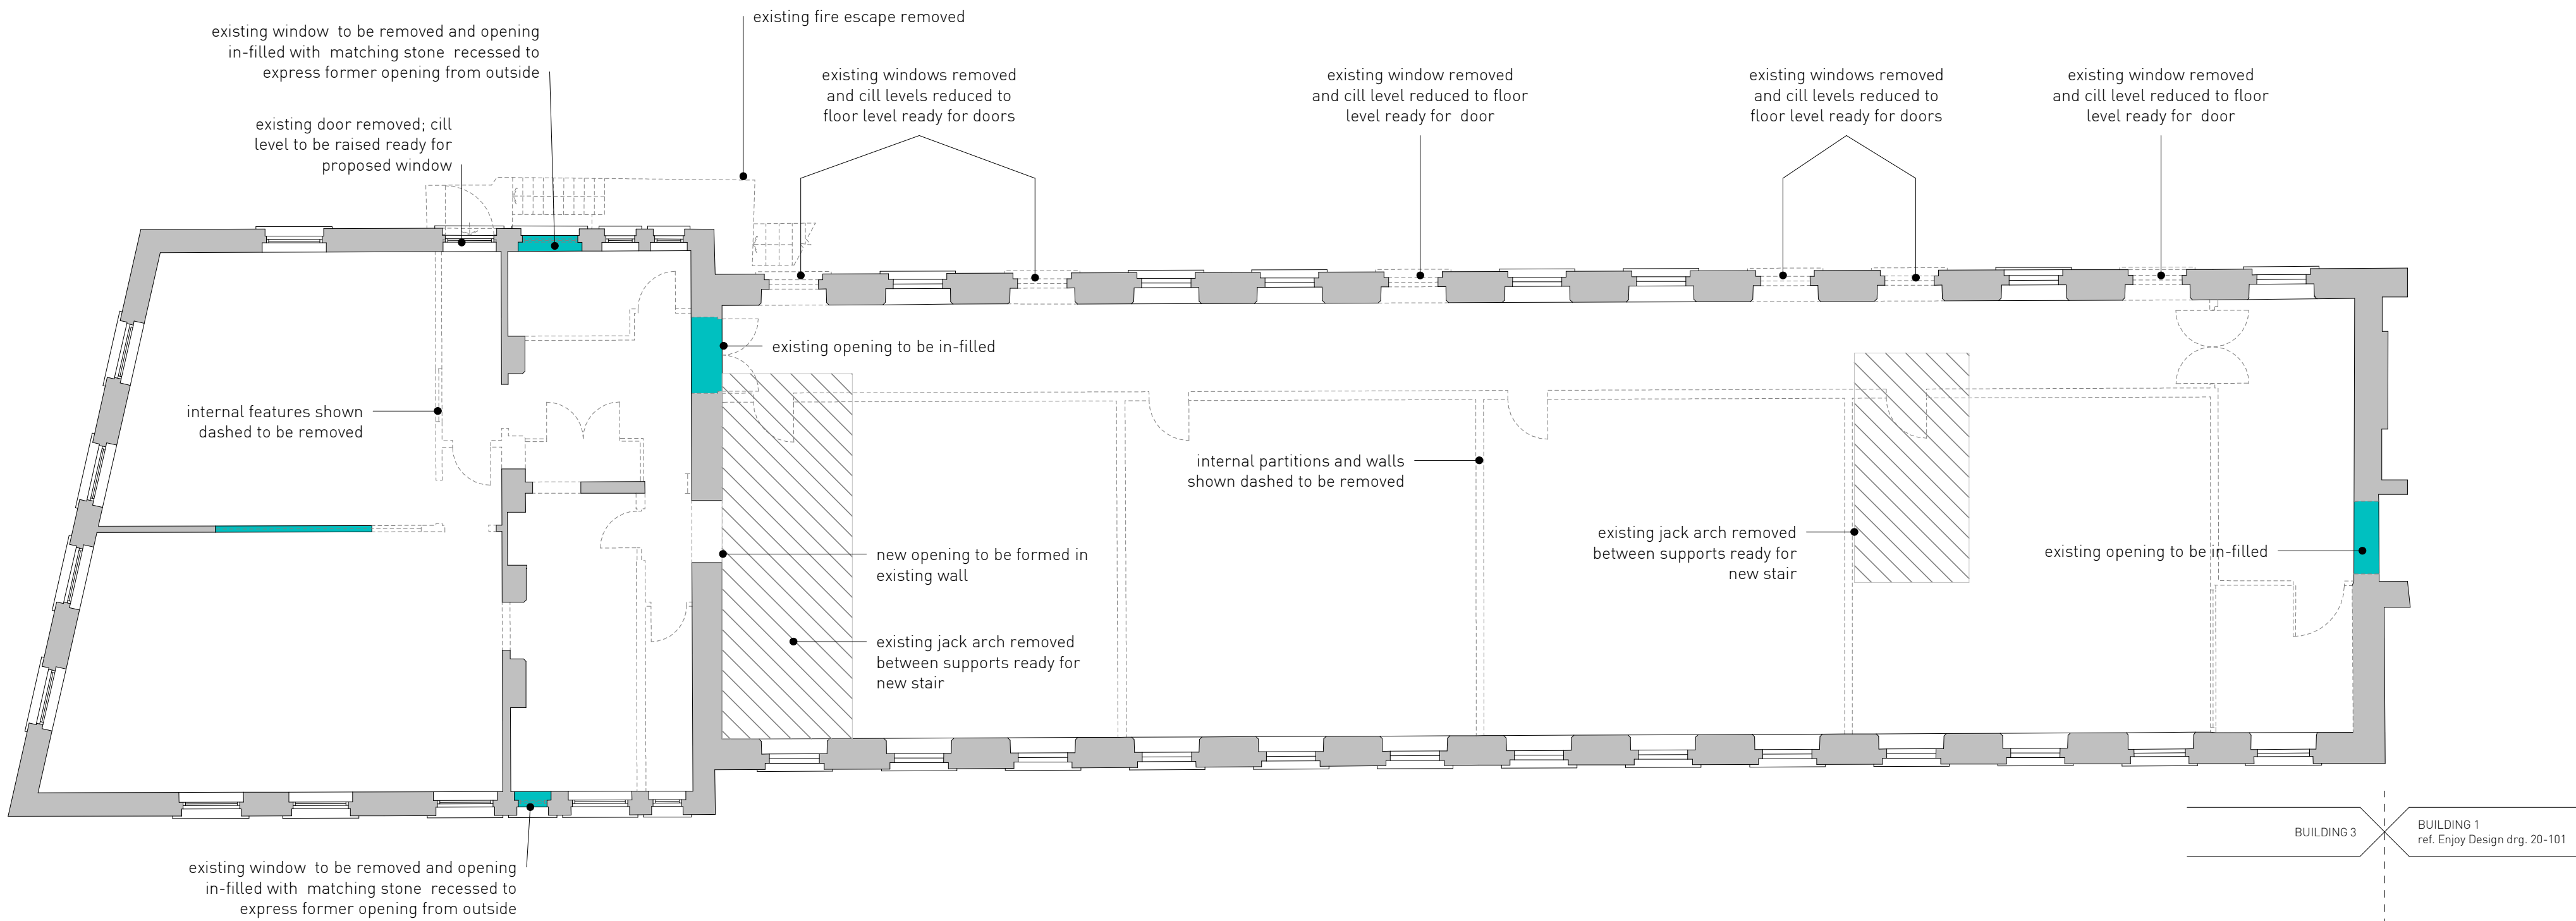 existing fire escape removed
existing window to be removed and opening
in-filled with matching stone recessed to
express former opening from outside
existing windows removed
and cill levels reduced to
floor level ready for doors
existing window removed
and cill level reduced to floor
level ready for door
existing windows removed
and cill levels reduced to
floor level ready for doors
existing window removed
and cill level reduced to floor
level ready for door
existing door removed; cill
level to be raised ready for
proposed window
existing opening to be in-filled
internal features shown
dashed to be removed
internal partitions and walls
shown dashed to be removed
existing jack arch removed
between supports ready for
new stair
existing opening to be in-filled
new opening to be formed in
existing wall
existing jack arch removed
between supports ready for
new stair
BUILDING 3
BUILDING 1
ref. Enjoy Design drg. 20-101
existing window to be removed and opening
in-filled with matching stone recessed to
express former opening from outside